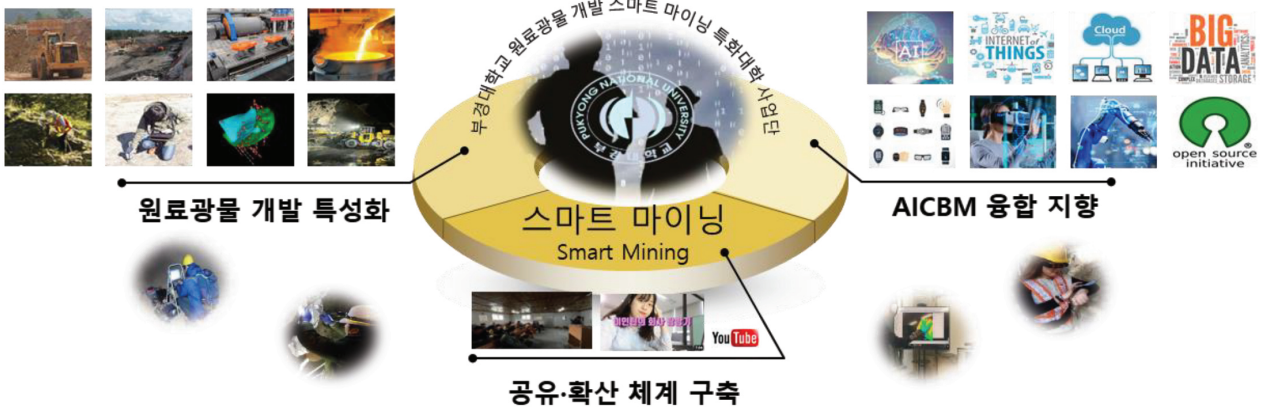 부경대학교 원료광물 개발 스마트 마이닝 특화대학 사업단
PUKYONG NATIONAL UNIVERSITY
AI
INTERNET of
THINGS
Cloud
BIG
DATA
ANALYTICS
COMPLEX
STORAGE
open source
initiative
원료광물 개발 특성화
AICBM 융합 지향
스마트 마이닝
Smart Mining
YouTube
공유·확산 체계 구축